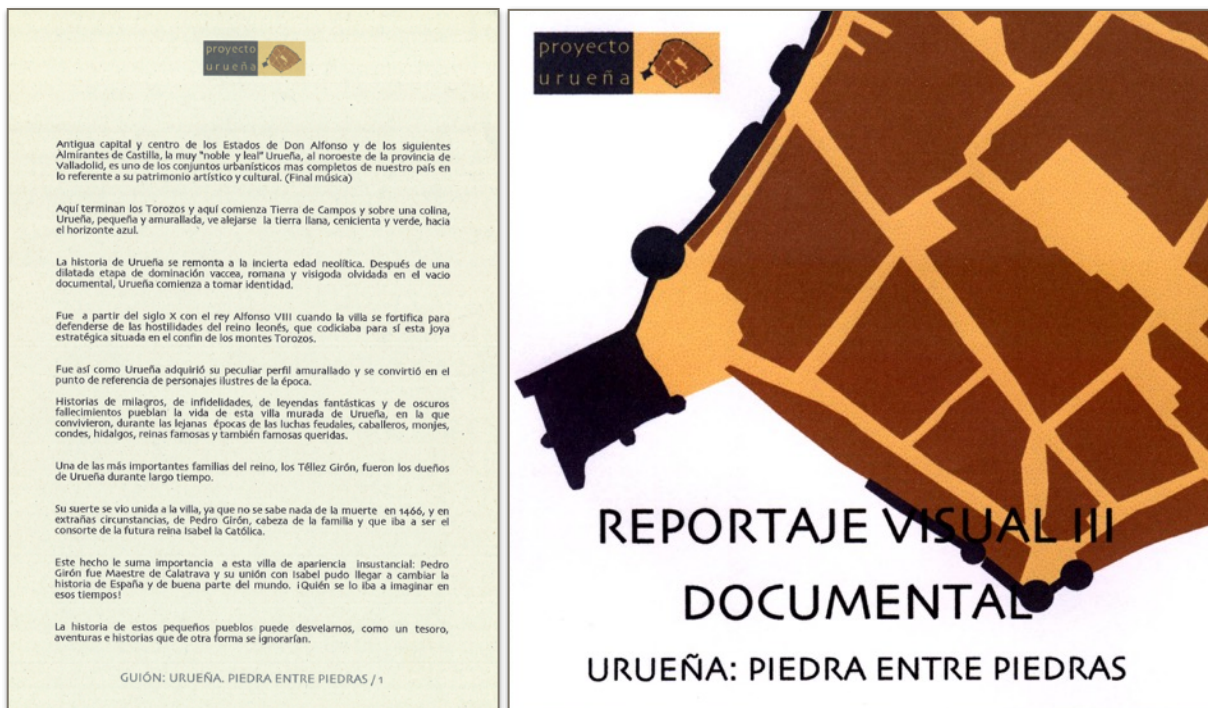 proyecto
urueña
Antigua capital y centro de los Estados de Don Alfonso y de los siguientes
Almirantes de Castilla, la muy "noble y leal" Urueña, al noroeste de la provincia de
Valladolid, es uno de los conjuntos urbanísticos mas completos de nuestro país en
lo referente a su patrimonio artístico y cultural. (Final música)
Aquí terminan los Torozos y aquí comienza Tierra de Campos y sobre una colina,
Urueña, pequeña y amurallada, ve alejarse la tierra llana, cenicienta y verde, hacia
el horizonte azul.
La historia de Urueña se remonta a la incierta edad neolítica. Después de una
dilatada etapa de dominación vaccea, romana y visigoda olvidada en el vacio
documental, Urueña comienza a tomar identidad.
Fue a partir del siglo X con el rey Alfonso VIII cuando la villa se fortifica para
defenderse de las hostilidades del reino leonés, que codiciaba para sí esta joya
estratégica situada en el confín de los montes Torozos.
Fue así como Urueña adquirió su peculiar perfil amurallado y se convirtió en el
punto de referencia de personajes ilustres de la época.
Historias de milagros, de infidelidades, de leyendas fantásticas y de oscuros
fallecimientos pueblan la vida de esta villa murada de Urueña, en la que
convivieron, durante las lejanas épocas de las luchas feudales, caballeros, monjes,
condes, hidalgos, reinas famosas y también famosas queridas.
Una de las más importantes familias del reino, los Téllez Girón, fueron los dueños
de Urueña durante largo tiempo.
Su suerte se vio unida a la villa, ya que no se sabe nada de la muerte en 1466, y en
extrañas circunstancias, de Pedro Girón, cabeza de la familia y que iba a ser el
consorte de la futura reina Isabel la Católica.
Este hecho le suma importancia a esta villa de apariencia insustancial: Pedro
Girón fue Maestre de Calatrava y su unión con Isabel pudo llegar a cambiar la
historia de España y de buena parte del mundo. ¡Quién se lo iba a imaginar en
esos tiempos!
La historia de estos pequeños pueblos puede desvelarnos, como un tesoro,
aventuras e historias que de otra forma se ignorarían.
GUIÓN: URUEÑA. PIEDRA ENTRE PIEDRAS / 1
proyecto
urueña
REPORTAJE VISUAL III
DOCUMENTAL
URUEÑA: PIEDRA ENTRE PIEDRAS